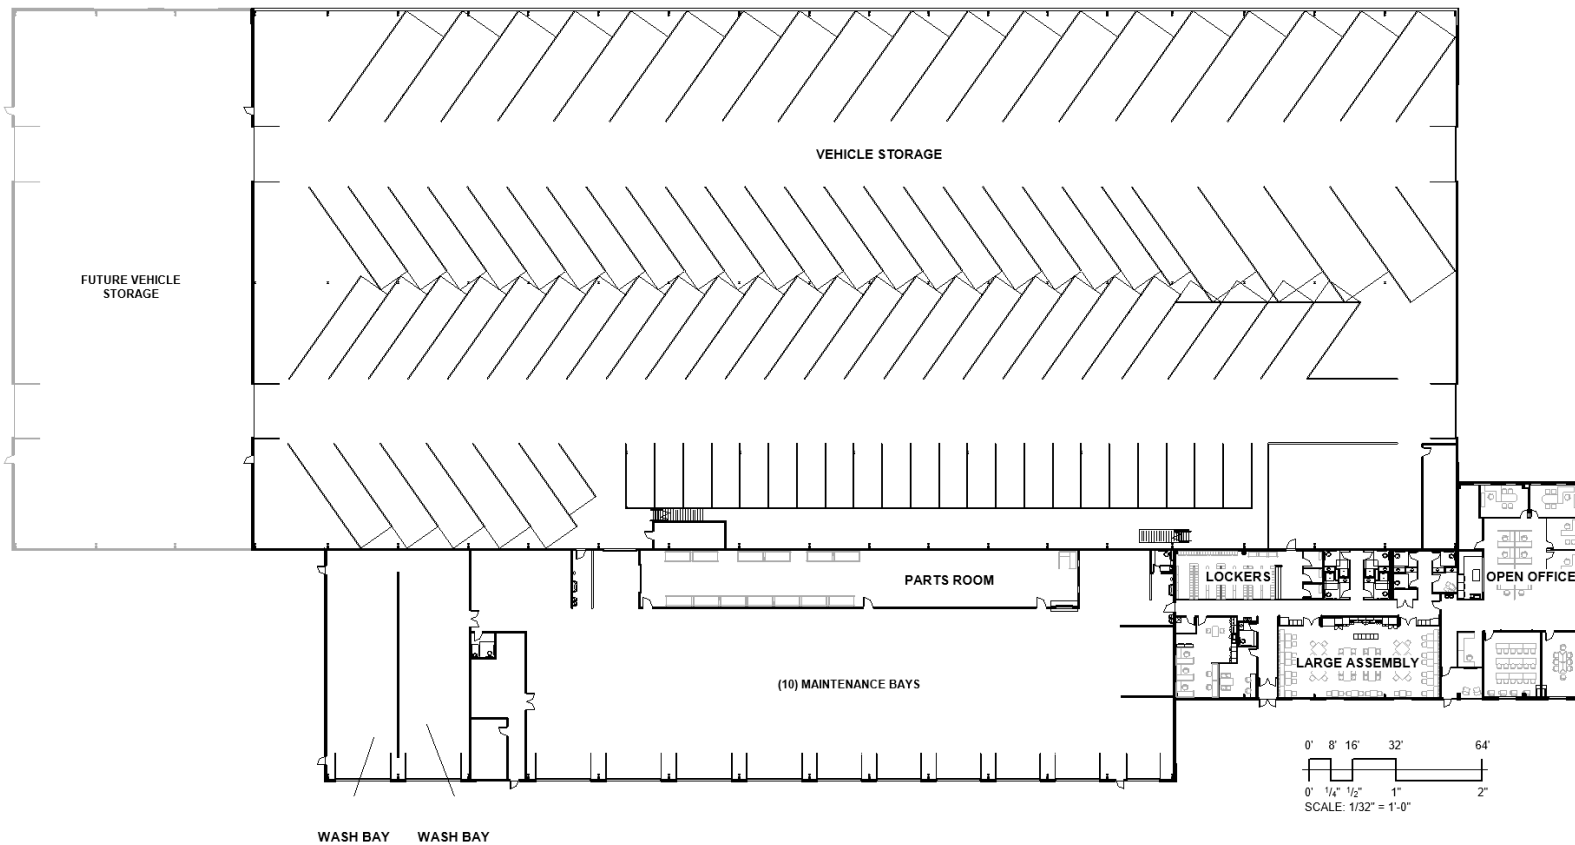 VEHICLE STORAGE
FUTURE VEHICLE
STORAGE
PARTS ROOM
LOCKERS
OPEN OFFICE
LARGE ASSEMBLY
(10) MAINTENANCE BAYS
0' 8' 16' 32' 64'
0' 1/4" 1/2" 1" 2"
SCALE: 1/32" = 1'-0"
WASH BAY WASH BAY